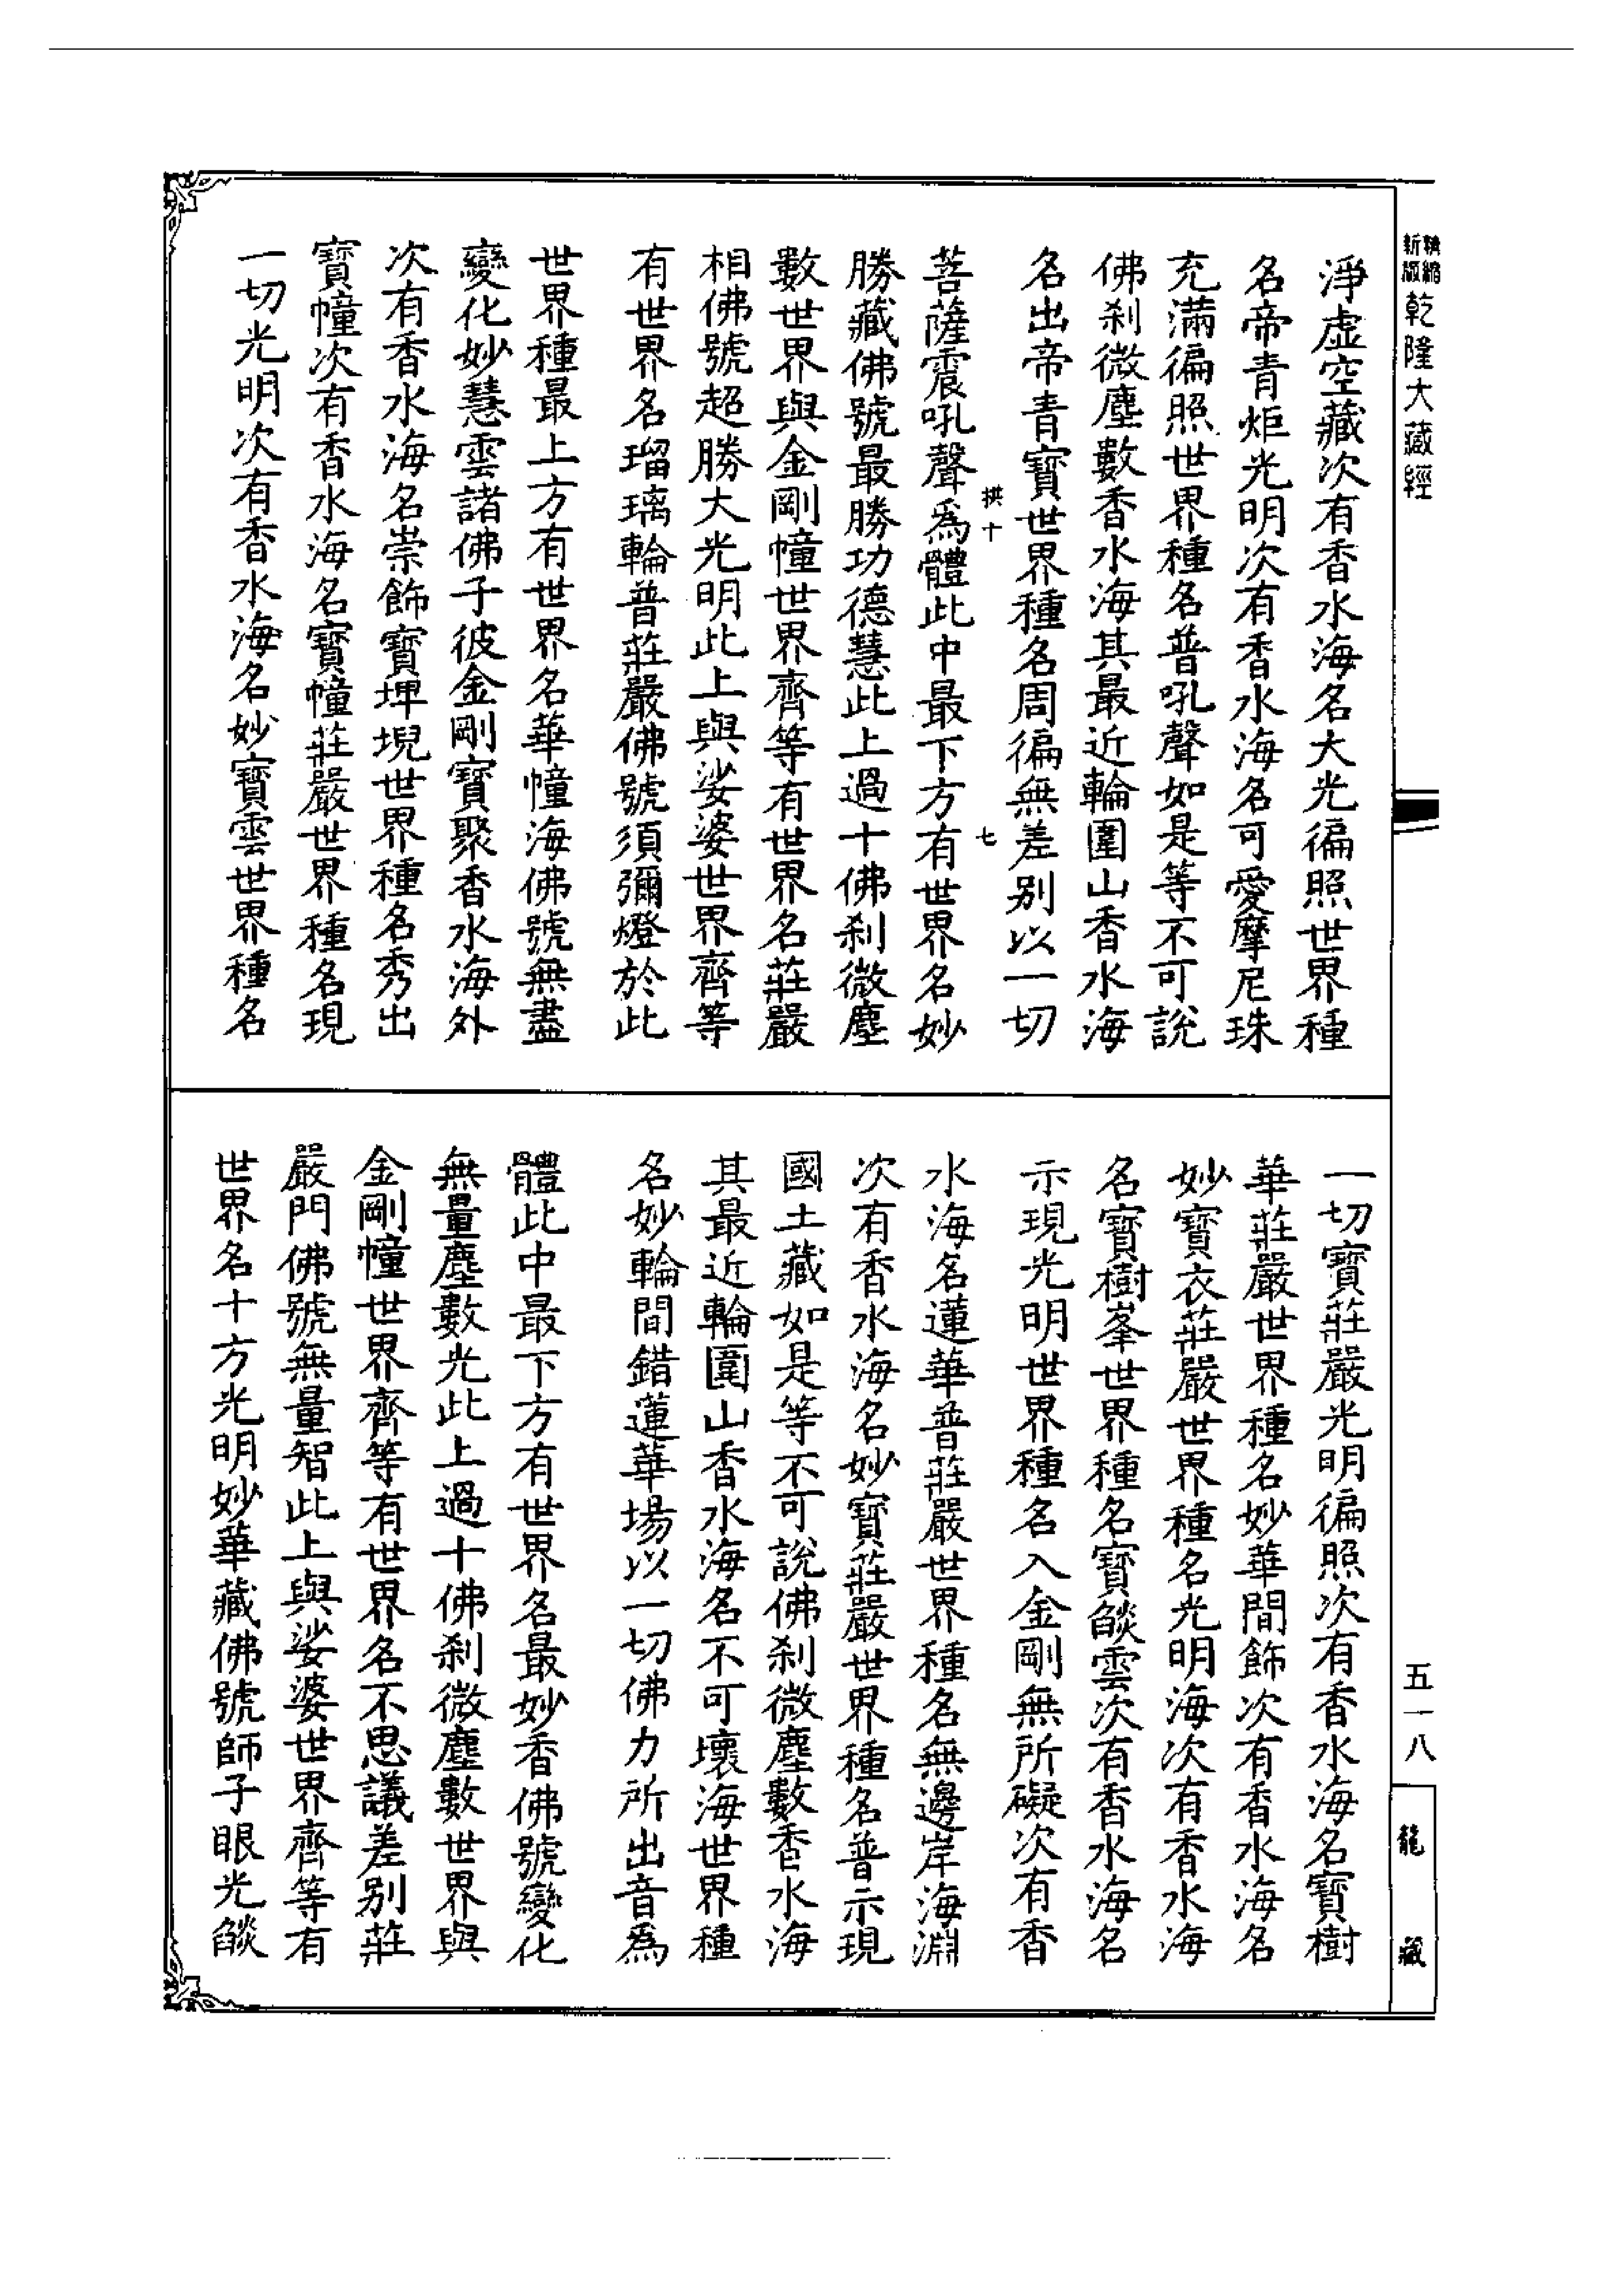 精縮新版乾隆大藏經
淨虛空藏次有香水海名大光徧照世界種
名帝青炬光明次有香水海名可愛摩尼珠
充滿徧照世界種名普吼聲如是等不可說
佛剎微塵數香水海其最近輪圍山香水海
名出帝青寶世界種名周徧無差別以一切
拱十
七
菩薩震吼聲爲體此中最下方有世界名妙
勝藏佛號最勝功德慧此上過十佛剎微塵
數世界與金剛幢世界齊等有世界名莊嚴
相佛號超勝大光明此上與娑婆世界齊等
有世界名瑠璃輪普莊嚴佛號須彌燈於此
世界種最上方有世界名華幢海佛號無盡
變化妙慧雲諸佛子彼金剛寶聚香水海外
次有香水海名崇飾寶埤堄世界種名秀出
寶幢次有香水海名寶幢莊嚴世界種名現
一切光明次有香水海名妙寶雲世界種名
一切寶莊嚴光明徧照次有香水海名寶樹
華莊嚴世界種名妙華間飾次有香水海名
妙寶衣莊嚴世界種名光明海次有香水海
名寶樹峯世界種名寶燄雲次有香水海名
示現光明世界種名入金剛無所礙次有香
水海名蓮華普莊嚴世界種名無邊岸海淵
次有香水海名妙寶莊嚴世界種名普示現
國土藏如是等不可說佛剎微塵數香水海
其最近輪圍山香水海名不可壞海世界種
名妙輪間錯蓮華場以一切佛力所出音爲
體此中最下方有世界名最妙香佛號變化
無量塵數光此上過十佛剎微塵數世界與
金剛幢世界齊等有世界名不思議差別莊
嚴門佛號無量智此上與娑婆世界齊等有
世界名十方光明妙華藏佛號師子眼光燄
五一八
龍藏